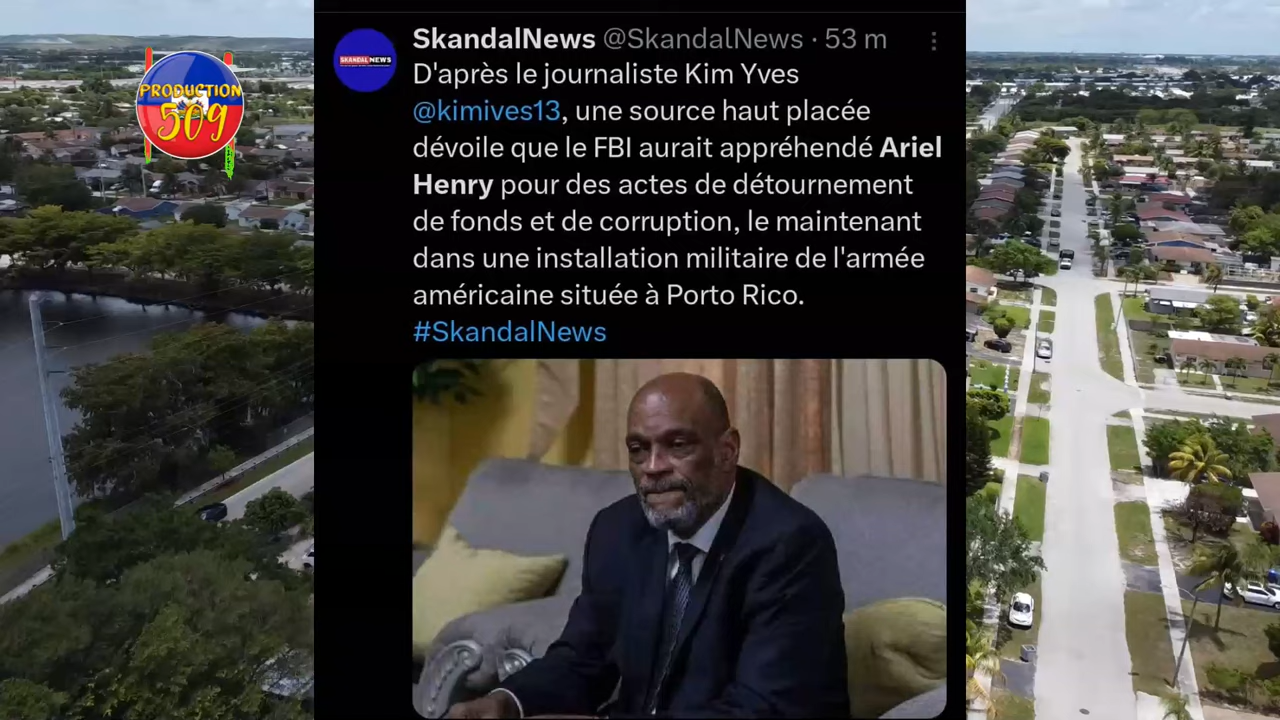 PRODUCTION
509
SKANDAL NEWS
SkandalNews @SkandalNews · 53 m
D'après le journaliste Kim Yves
@kimives13, une source haut placée
dévoile que le FBI aurait appréhendé Ariel
Henry pour des actes de détournement
de fonds et de corruption, le maintenant
dans une installation militaire de l'armée
américaine située à Porto Rico.
#SkandalNews